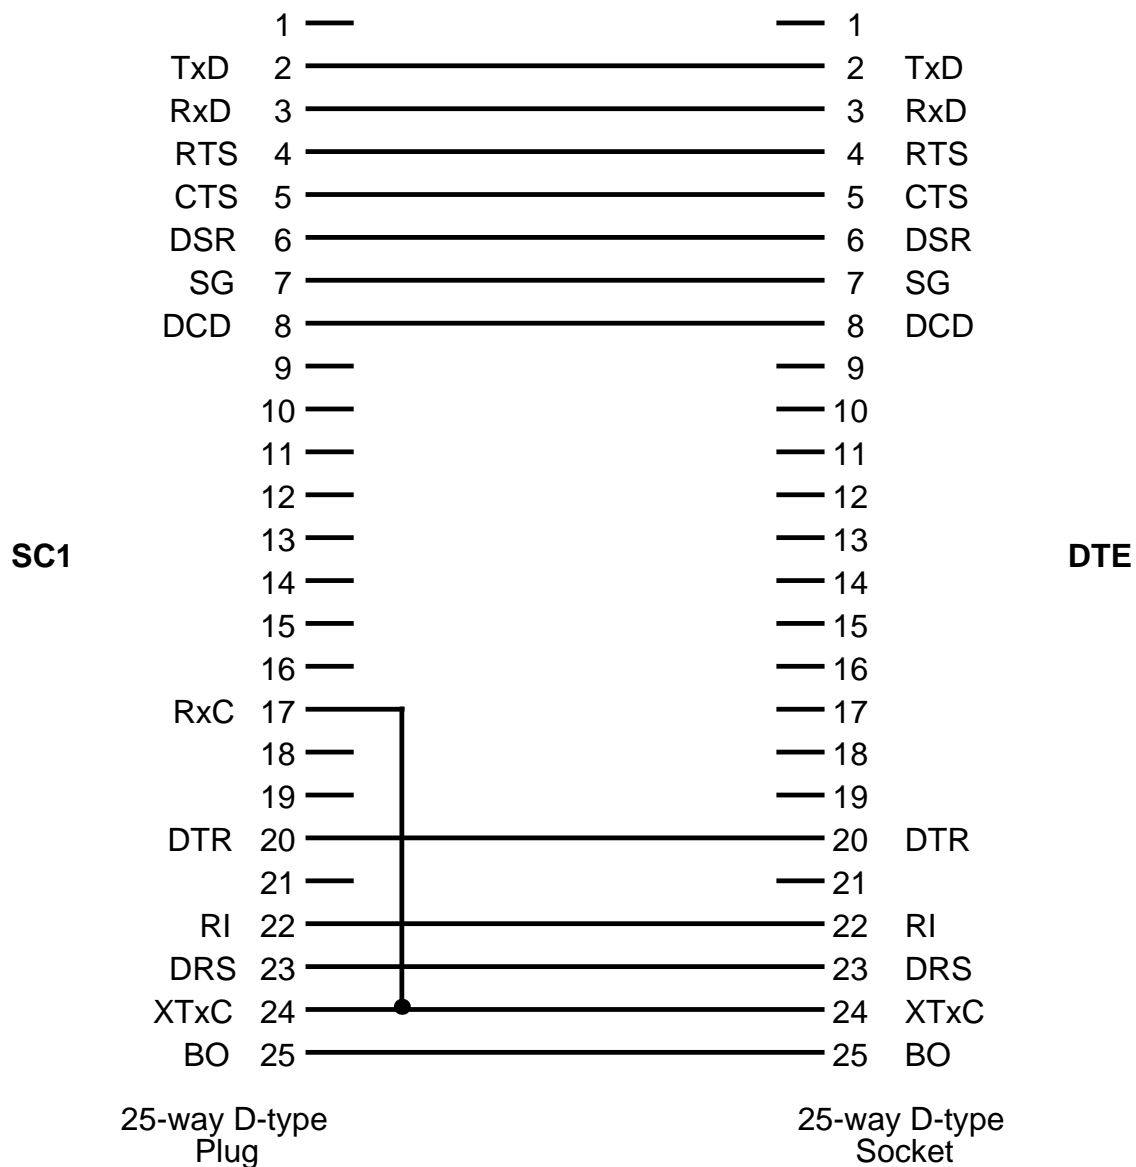 1 1
TxD 2 2 TxD
RxD 3 3 RxD
RTS 4 4 RTS
CTS 5 5 CTS
DSR 6 6 DSR
SG 7 7 SG
DCD 8 8 DCD
9 9
10 10
11 11
12 12
13 13
SC1 DTE
14 14
15 15
16 16
RxC 17 17
18 18
19 19
DTR 20 20 DTR
21 21
RI 22 22 RI
DRS 23 23 DRS
XTxC 24 24 XTxC
BO 25 25 BO
25-way D-type 25-way D-type
Plug Socket